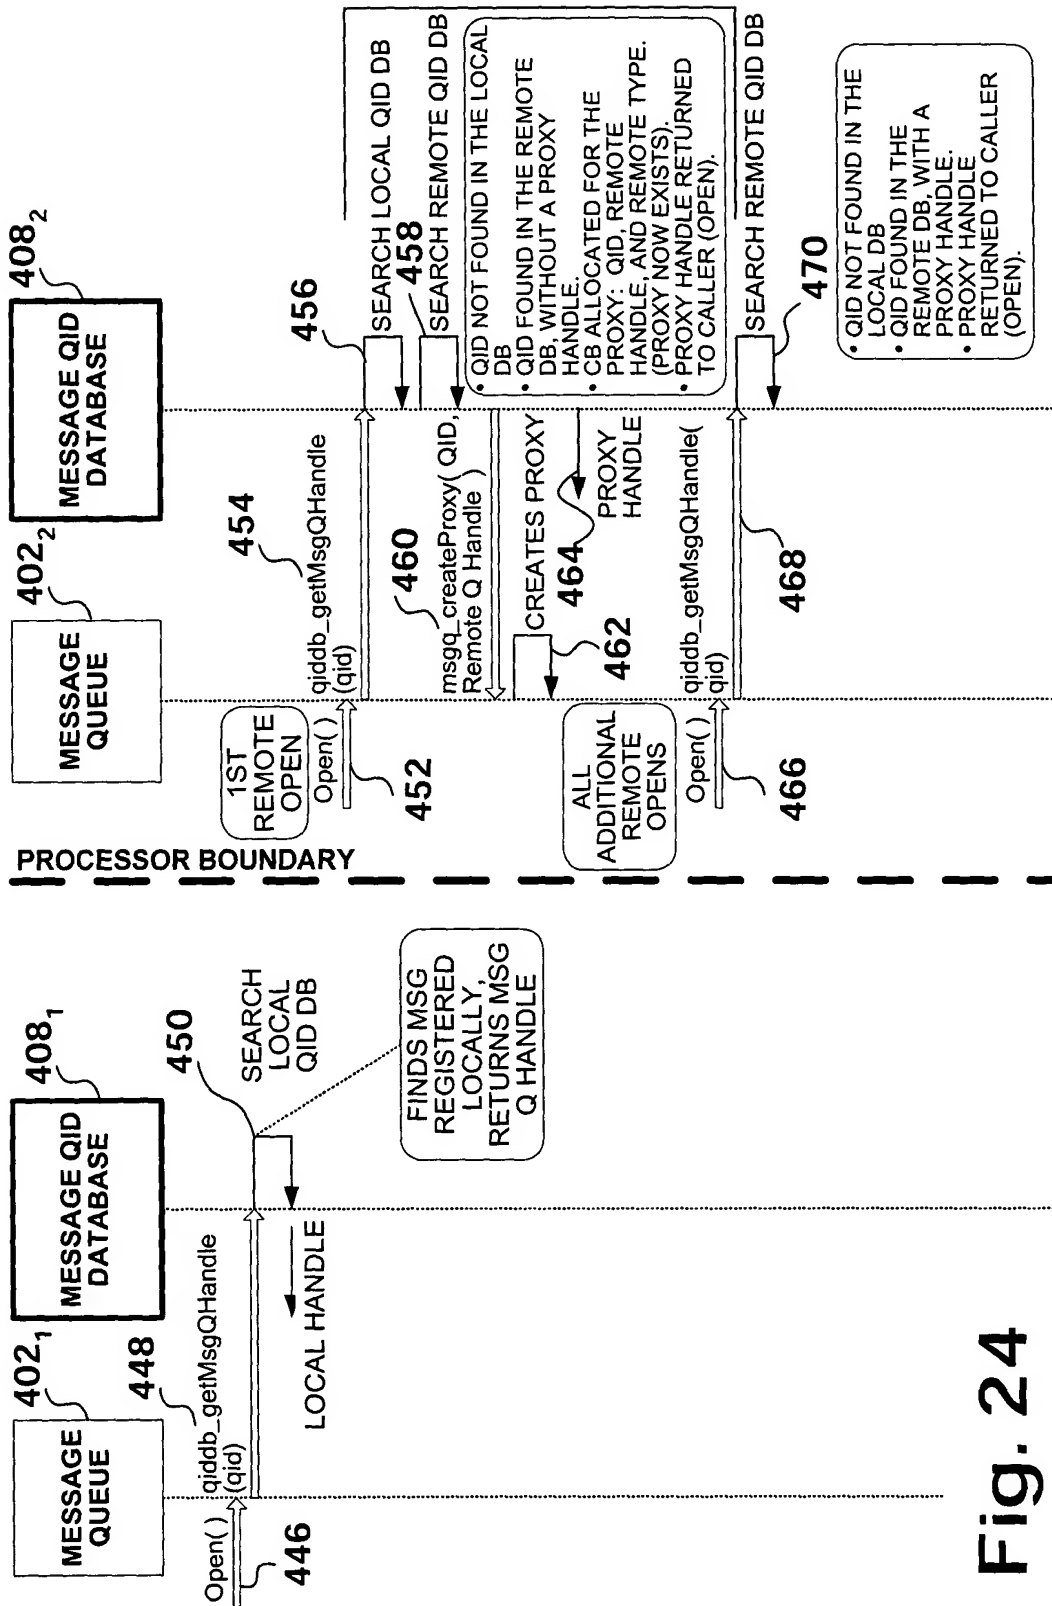 MESSAGE
QUEUE
402₁
MESSAGE QID
DATABASE
408₁
Open( )
446
448
qiddb_getMsgQHandle
(qid)
450
SEARCH
LOCAL
QID DB
LOCAL HANDLE
FINDS MSG
REGISTERED
LOCALLY,
RETURNS MSG
Q HANDLE
PROCESSOR BOUNDARY
MESSAGE
QUEUE
402₂
MESSAGE QID
DATABASE
408₂
1ST
REMOTE
OPEN
Open( )
452
454
qiddb_getMsgQHandle
(qid)
456
SEARCH LOCAL QID DB
458
SEARCH REMOTE QID DB
460
msgq_createProxy( QID,
Remote Q Handle )
• QID NOT FOUND IN THE LOCAL
DB
• QID FOUND IN THE REMOTE
DB, WITHOUT A PROXY
HANDLE.
• CB ALLOCATED FOR THE
PROXY: QID, REMOTE
HANDLE, AND REMOTE TYPE.
(PROXY NOW EXISTS).
• PROXY HANDLE RETURNED
TO CALLER (OPEN).
CREATES PROXY
462
464
PROXY
HANDLE
ALL
ADDITIONAL
REMOTE
OPENS
Open( )
466
qiddb_getMsgQHandle(
qid)
468
SEARCH REMOTE QID DB
470
• QID NOT FOUND IN THE
LOCAL DB
• QID FOUND IN THE
REMOTE DB, WITH A
PROXY HANDLE.
• PROXY HANDLE
RETURNED TO CALLER
(OPEN).
Fig. 24